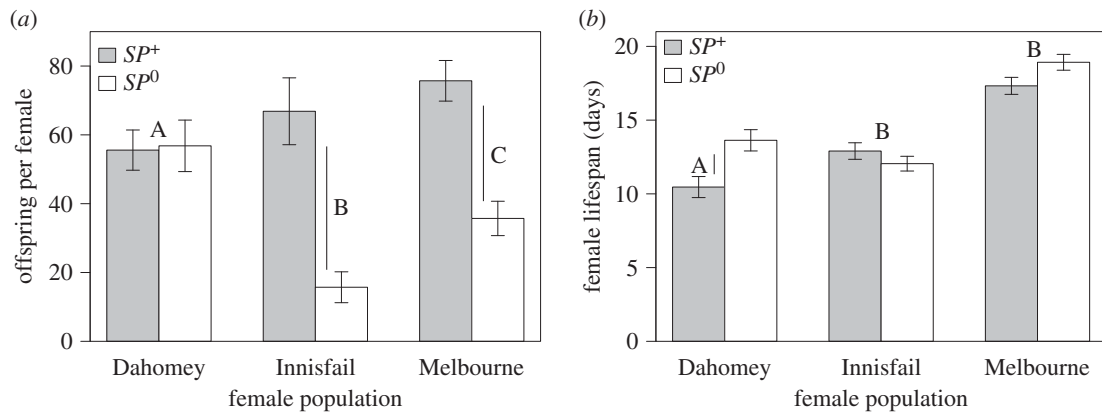 (a)
80
60
40
20
0
offspring per female
SP+
SP0
A
B
C
Dahomey Innisfail Melbourne
female population
(b)
20
15
10
5
0
female lifespan (days)
SP+
SP0
A
B
B
Dahomey Innisfail Melbourne
female population